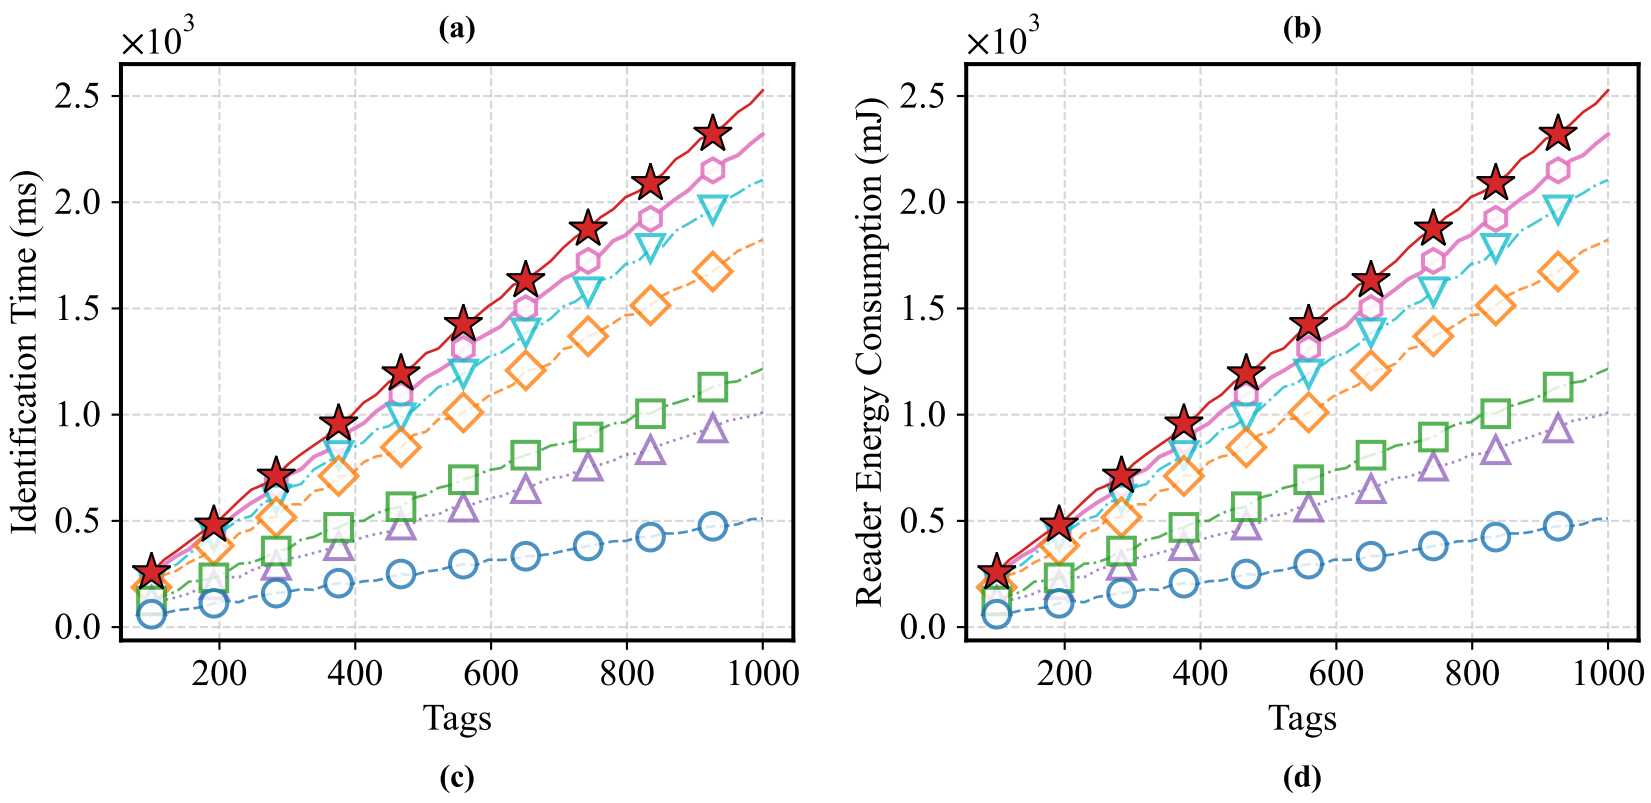 (a)
(b)
×10³
2.5
2.0
1.5
1.0
0.5
0.0
Identification Time (ms)
200 400 600 800 1000
Tags
×10³
2.5
2.0
1.5
1.0
0.5
0.0
Reader Energy Consumption (mJ)
200 400 600 800 1000
Tags
(c)
(d)